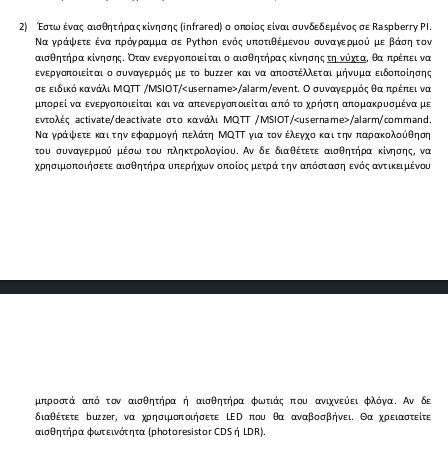 2) Έστω ένας αισθητήρας κίνησης (infrared) ο οποίος είναι συνδεδεμένος σε Raspberry PI.
Να γράψετε ένα πρόγραμμα σε Python ενός υποτιθέμενου συναγερμού με βάση τον
αισθητήρα κίνησης. Όταν ενεργοποιείται ο αισθητήρας κίνησης τη νύχτα, θα πρέπει να
ενεργοποιείται ο συναγερμός με το buzzer και να αποστέλλεται μήνυμα ειδοποίησης
σε ειδικό κανάλι MQTT /MSIOT/<username>/alarm/event. Ο συναγερμός θα πρέπει να
μπορεί να ενεργοποιείται και να απενεργοποιείται από το χρήστη απομακρυσμένα με
εντολές activate/deactivate στο κανάλι MQTT /MSIOT/<username>/alarm/command.
Να γράψετε και την εφαρμογή πελάτη MQTT για τον έλεγχο και την παρακολούθηση
του συναγερμού μέσω του πληκτρολογίου. Αν δε διαθέτετε αισθητήρα κίνησης, να
χρησιμοποιήσετε αισθητήρα υπερήχων οποίος μετρά την απόσταση ενός αντικειμένου
μπροστά από τον αισθητήρα ή αισθητήρα φωτιάς που ανιχνεύει φλόγα. Αν δε
διαθέτετε buzzer, να χρησιμοποιήσετε LED που θα αναβοσβήνει. Θα χρειαστείτε
αισθητήρα φωτεινότητα (photoresistor CDS ή LDR).